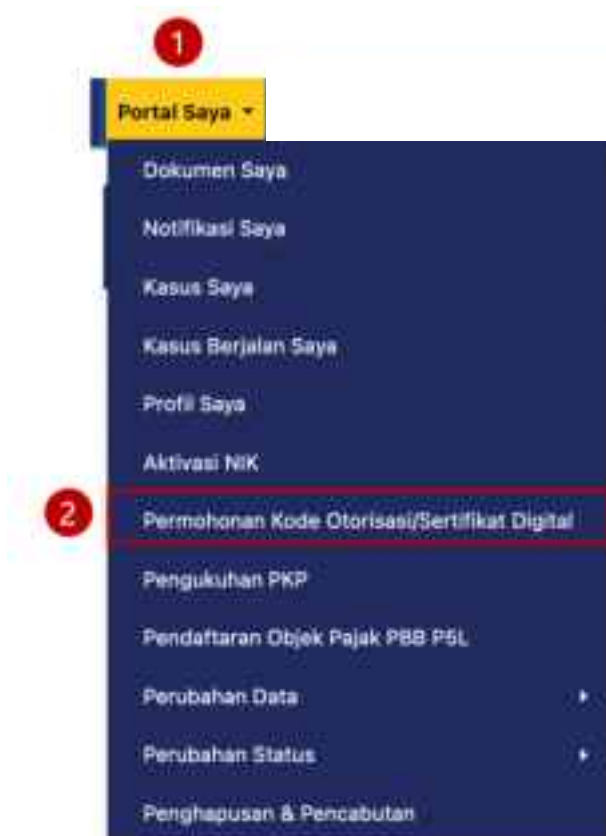 1
Portal Saya
Dokumen Saya
Notifikasi Saya
Kasus Saya
Kasus Berjalan Saya
Profil Saya
Aktivasi NIK
2
Permohonan Kode Otorisasi/Sertifikat Digital
Pengukuhan PKP
Pendaftaran Objek Pajak PBB P5L
Perubahan Data
Perubahan Status
Penghapusan & Pencabutan